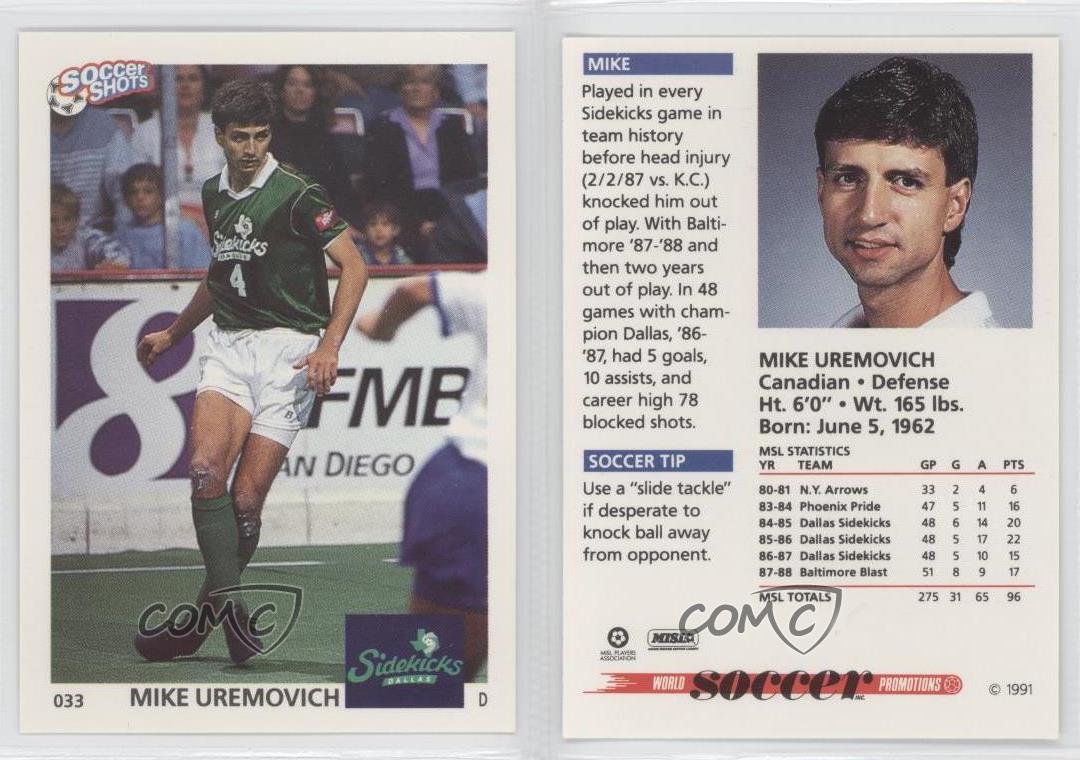 SOCCER
SHOTS
Sidekicks
DALLAS
4
FMB
AN DIEGO
Sidekicks
DALLAS
033
MIKE UREMOVICH
D
MIKE
Played in every
Sidekicks game in
team history
before head injury
(2/2/87 vs. K.C.)
knocked him out
of play. With Balti-
more '87-'88 and
then two years
out of play. In 48
games with cham-
pion Dallas, '86-
'87, had 5 goals,
10 assists, and
career high 78
blocked shots.
SOCCER TIP
Use a "slide tackle"
if desperate to
knock ball away
from opponent.
MIKE UREMOVICH
Canadian • Defense
Ht. 6'0" • Wt. 165 lbs.
Born: June 5, 1962
MSL STATISTICS
YR TEAM GP G A PTS
80-81 N.Y. Arrows 33 2 4 6
83-84 Phoenix Pride 47 5 11 16
84-85 Dallas Sidekicks 48 6 14 20
85-86 Dallas Sidekicks 48 5 17 22
86-87 Dallas Sidekicks 48 5 10 15
87-88 Baltimore Blast 51 8 9 17
MSL TOTALS 275 31 65 96
MISL PLAYERS
ASSOCIATION
MISL
WORLD soccer INC. PROMOTIONS
© 1991
COMC
COMC